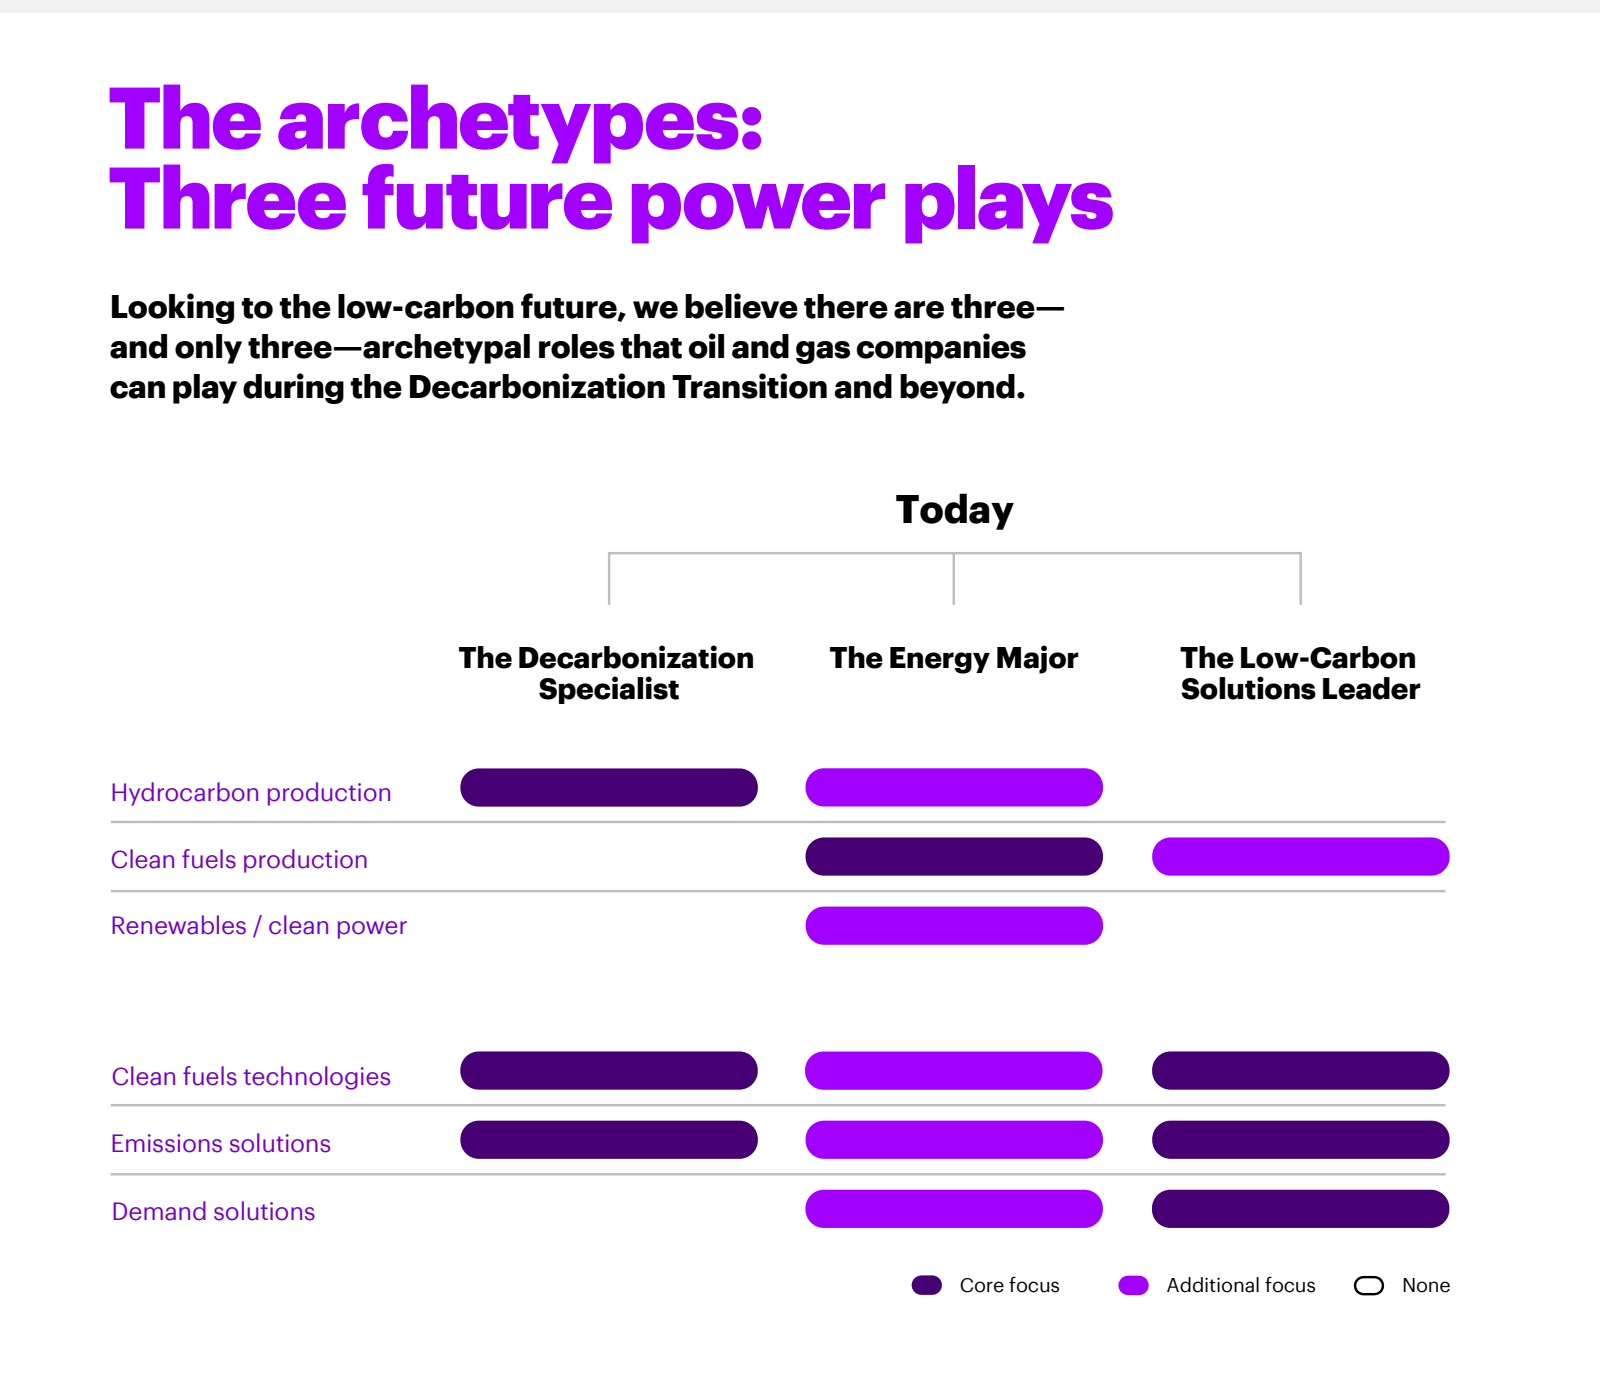 The archetypes:
Three future power plays
Looking to the low-carbon future, we believe there are three—
and only three—archetypal roles that oil and gas companies
can play during the Decarbonization Transition and beyond.
Today
The Decarbonization
Specialist
The Energy Major
The Low-Carbon
Solutions Leader
Hydrocarbon production
Clean fuels production
Renewables / clean power
Clean fuels technologies
Emissions solutions
Demand solutions
Core focus
Additional focus
None